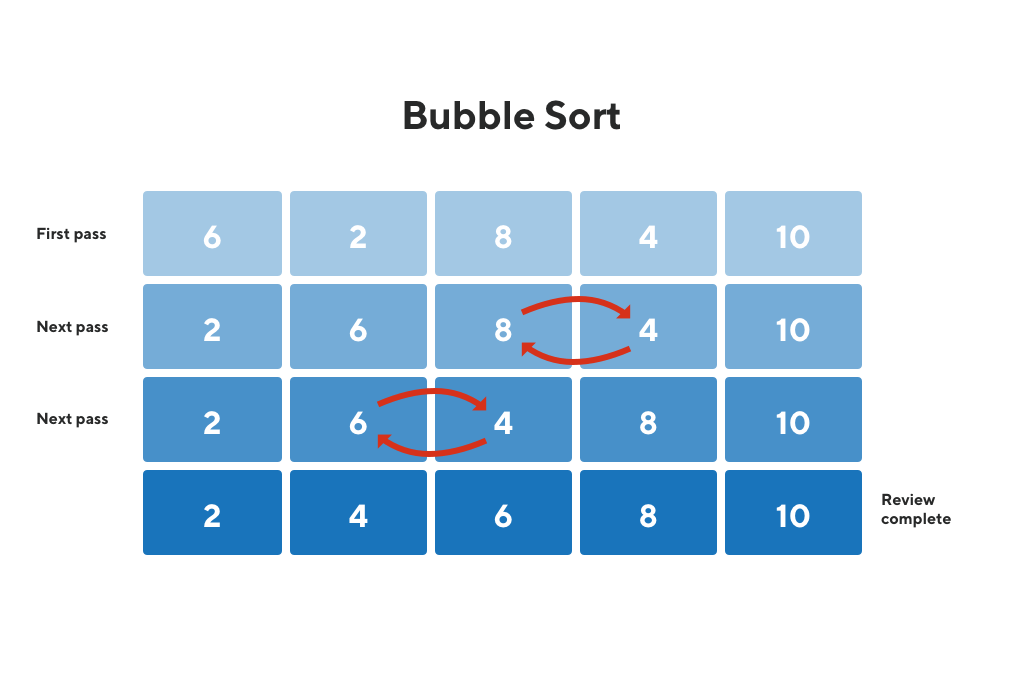 Bubble Sort
First pass 6 2 8 4 10
Next pass 2 6 8 4 10
Next pass 2 6 4 8 10
2 4 6 8 10 Review
complete